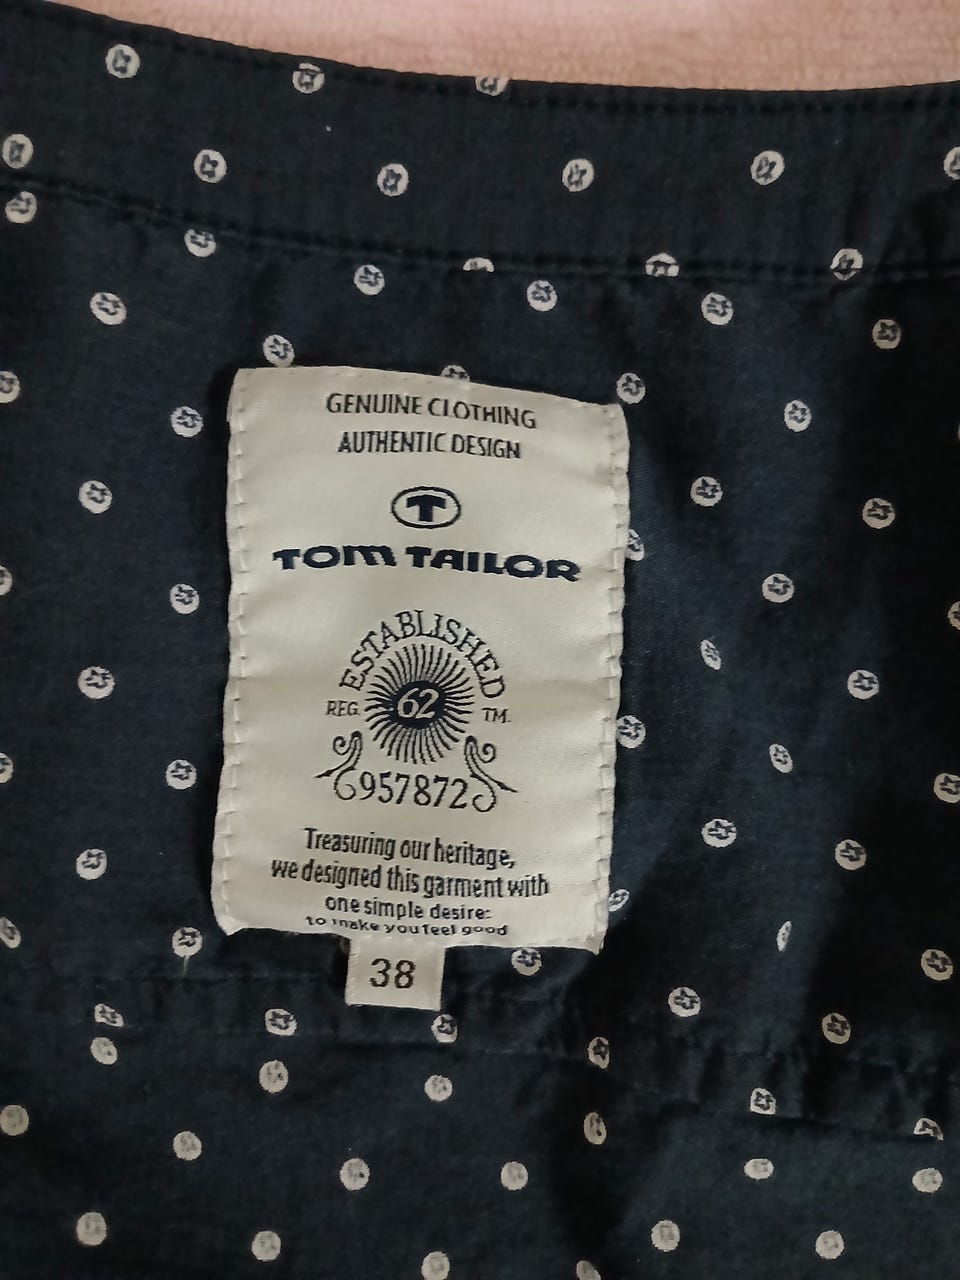 GENUINE CLOTHING
AUTHENTIC DESIGN
T
TOM TAILOR
ESTABLISHED
REG. 62 TM.
957872
Treasuring our heritage,
we designed this garment with
one simple desire:
to make you feel good
38